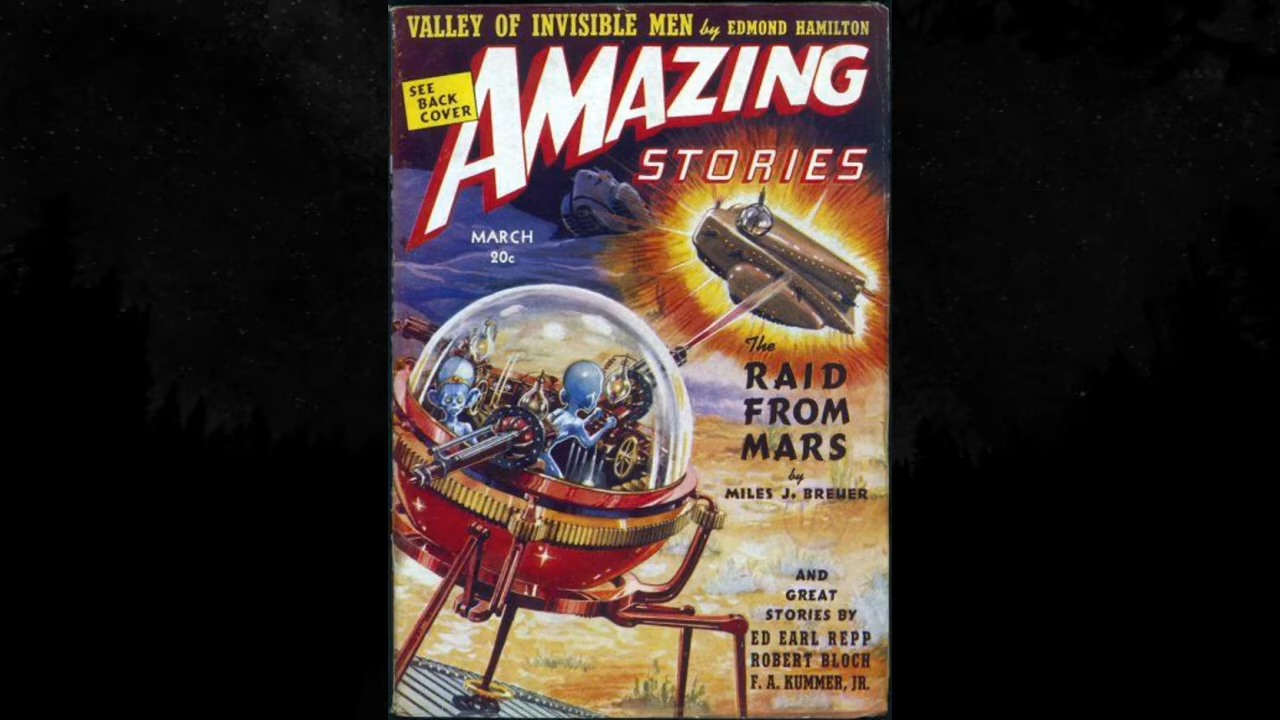 VALLEY OF INVISIBLE MEN by EDMOND HAMILTON
SEE
BACK
COVER
AMAZING
STORIES
MARCH
20c
The
RAID
FROM
MARS
by
MILES J. BREUER
AND
GREAT
STORIES BY
ED EARL REPP
ROBERT BLOCH
F. A. KUMMER, JR.